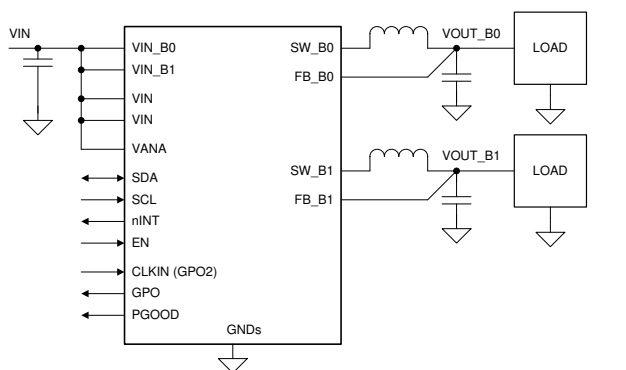 VIN
VIN_B0
VIN_B1
VIN
VIN
VANA
SDA
SCL
nINT
EN
CLKIN (GPO2)
GPO
PGOOD
GNDs
SW_B0
FB_B0
SW_B1
FB_B1
VOUT_B0
LOAD
VOUT_B1
LOAD